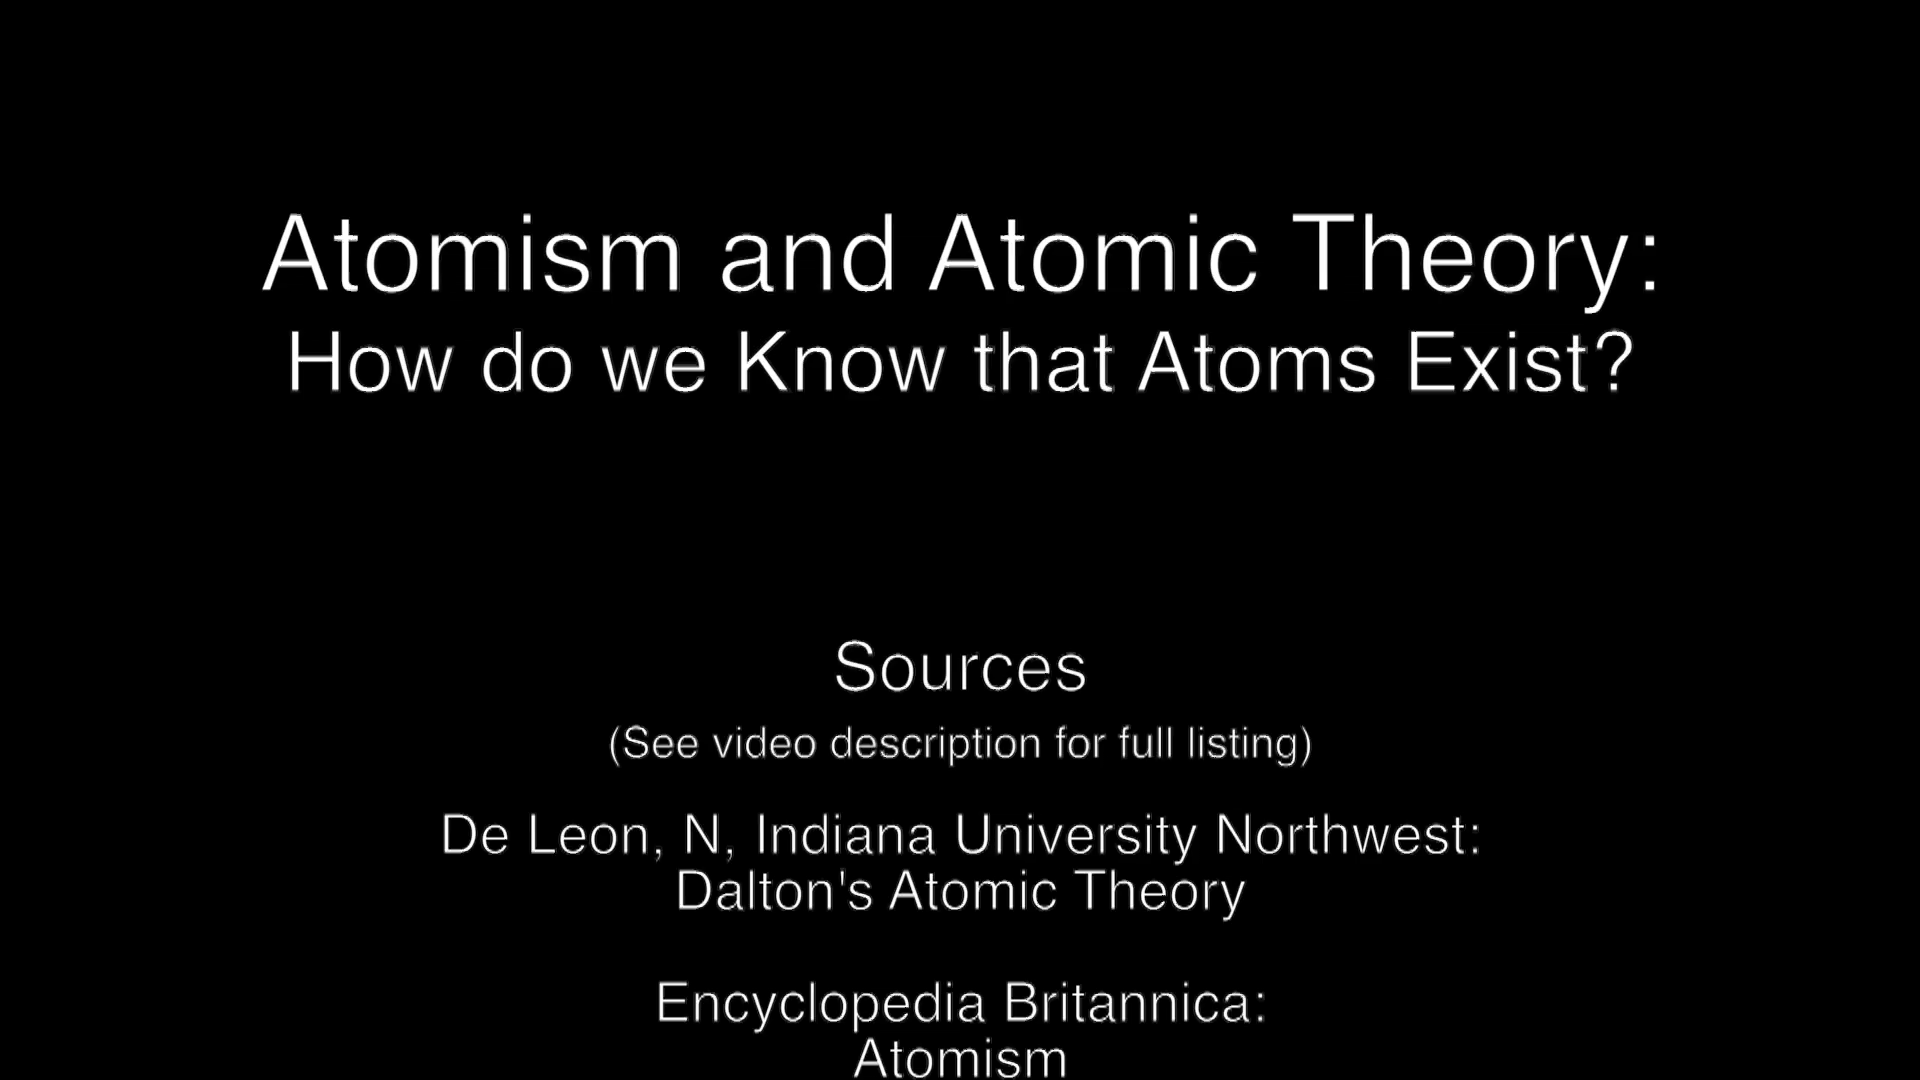 Atomism and Atomic Theory:
How do we Know that Atoms Exist?
Sources
(See video description for full listing)
De Leon, N, Indiana University Northwest:
Dalton's Atomic Theory
Encyclopedia Britannica:
Atomism